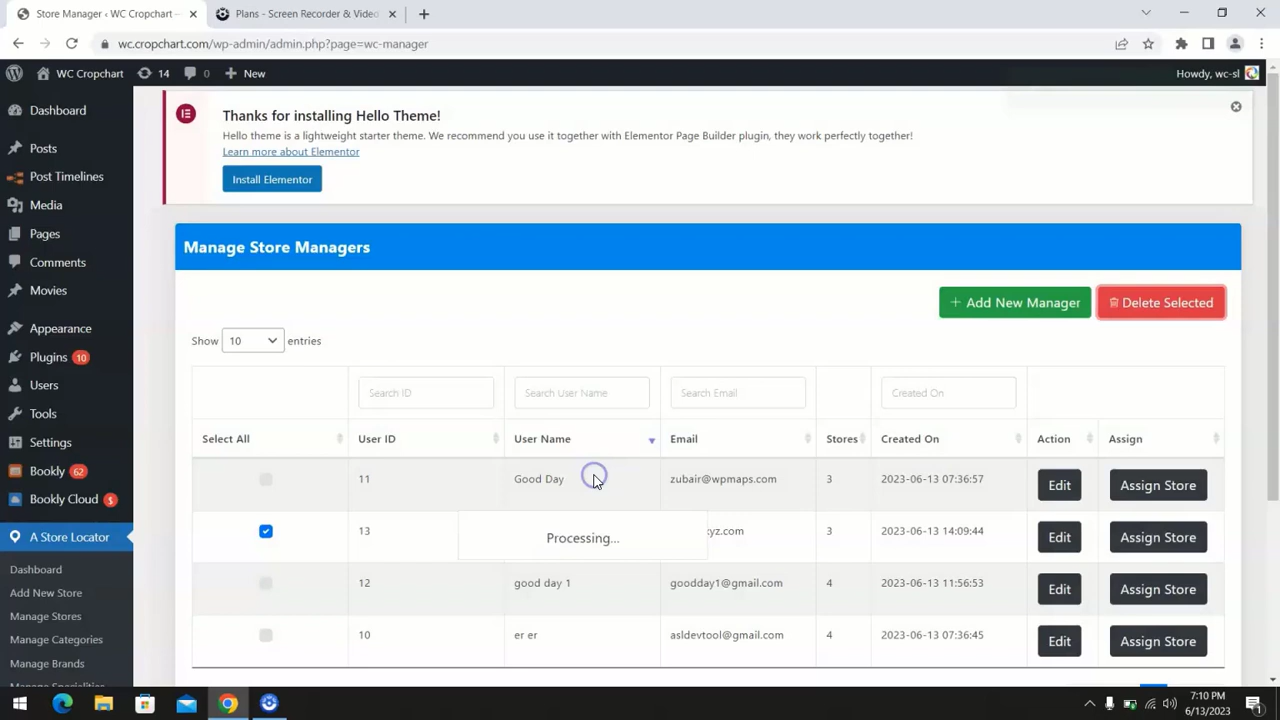 Store Manager ‹ WC Cropchart –
Plans - Screen Recorder & Video
wc.cropchart.com/wp-admin/admin.php?page=wc-manager
WC Cropchart
14
0
New
Howdy, wc-sl
Dashboard
Posts
Post Timelines
Media
Pages
Comments
Movies
Appearance
Plugins 10
Users
Tools
Settings
Bookly 62
Bookly Cloud $
A Store Locator
Dashboard
Add New Store
Manage Stores
Manage Categories
Manage Brands
Thanks for installing Hello Theme!
Hello theme is a lightweight starter theme. We recommend you use it together with Elementor Page Builder plugin, they work perfectly together!
Learn more about Elementor
Install Elementor
Manage Store Managers
Add New Manager
Delete Selected
Show 10 entries
Search ID Search User Name Search Email Created On
Select All User ID User Name Email Stores Created On Action Assign
11 Good Day zubair@wpmaps.com 3 2023-06-13 07:36:57 Edit Assign Store
13 xyz.com 3 2023-06-13 14:09:44 Edit Assign Store
Processing...
12 good day 1 goodday1@gmail.com 4 2023-06-13 11:56:53 Edit Assign Store
10 er er asldevtool@gmail.com 4 2023-06-13 07:36:45 Edit Assign Store
7:10 PM
6/13/2023
1